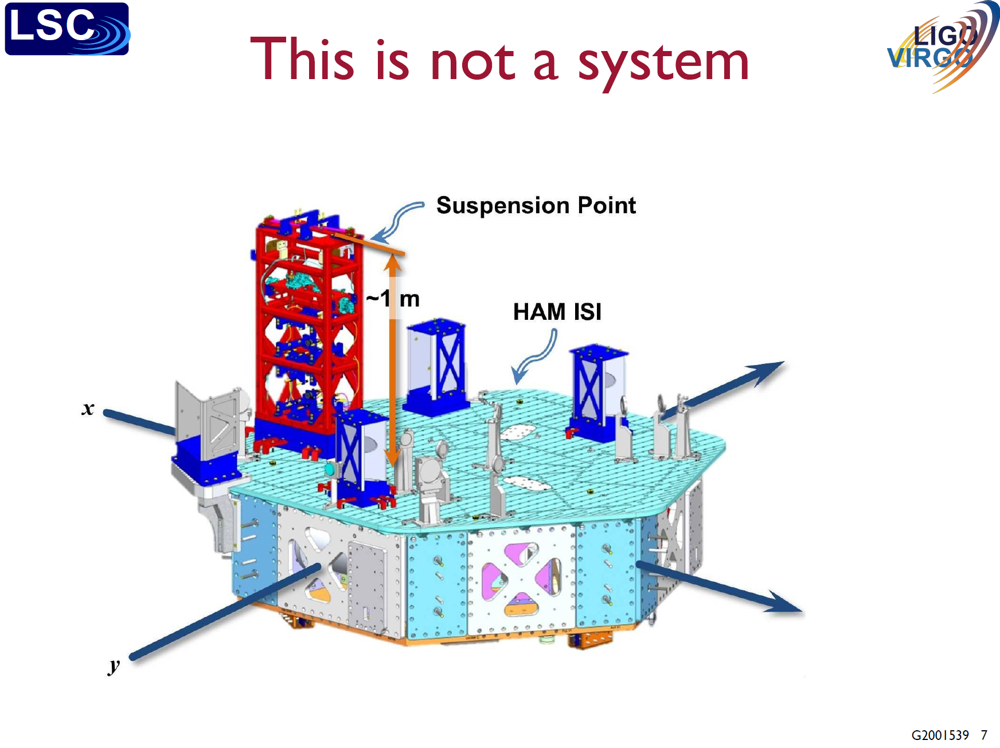 LSC
This is not a system
LIGO
VIRGO
Suspension Point
~1 m
HAM ISI
x
y
G2001539 7